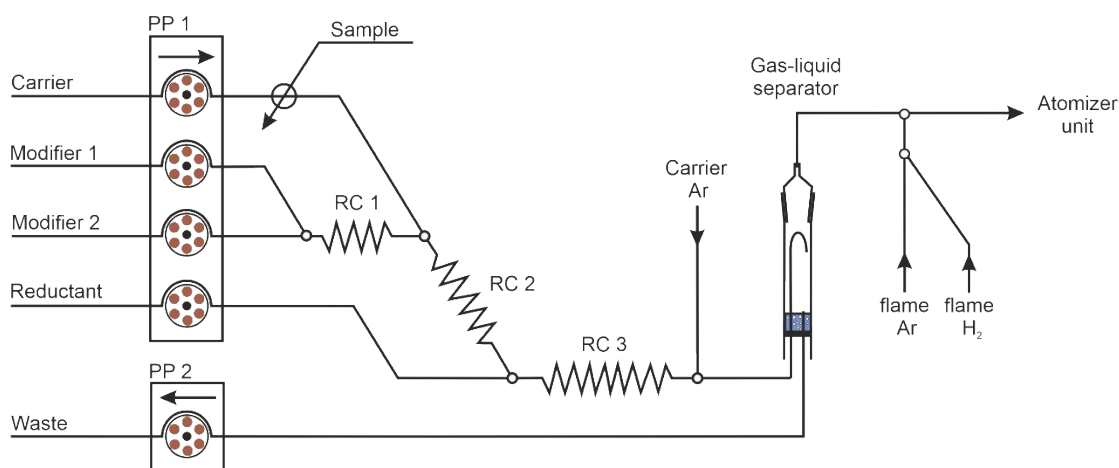 PP 1
Sample
Carrier
Gas-liquid
separator
Atomizer
unit
Modifier 1
Carrier
Ar
RC 1
Modifier 2
RC 2
Reductant
flame
Ar
flame
H₂
RC 3
PP 2
Waste